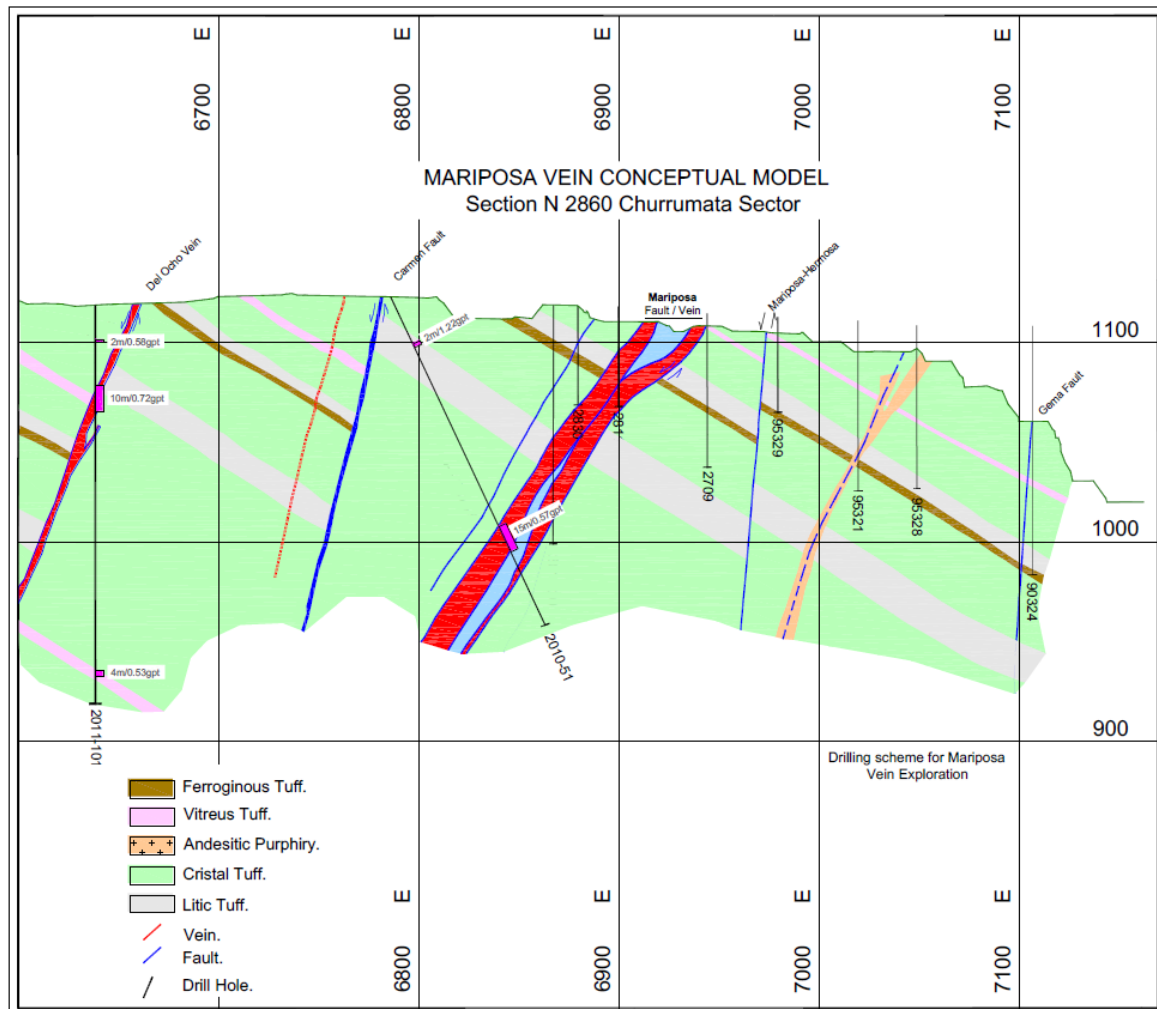 E
E
E
E
E
6700
6800
6900
7000
7100
MARIPOSA VEIN CONCEPTUAL MODEL
Section N 2860 Churrumata Sector
Del Ocho Vein
Carmen Fault
Mariposa
Fault / Vein
Mariposa-Hermosa
Gema Fault
1100
1000
900
2m/0.58gpt
10m/0.72gpt
4m/0.53gpt
2m/1.22gpt
15m/0.57gpt
2011-101
2010-51
2830
281
2709
95329
95321
95328
90324
Drilling scheme for Mariposa
Vein Exploration
Ferroginous Tuff.
Vitreus Tuff.
Andesitic Purphiry.
Cristal Tuff.
Litic Tuff.
Vein.
Fault.
Drill Hole.
E
E
E
E
6800
6900
7000
7100